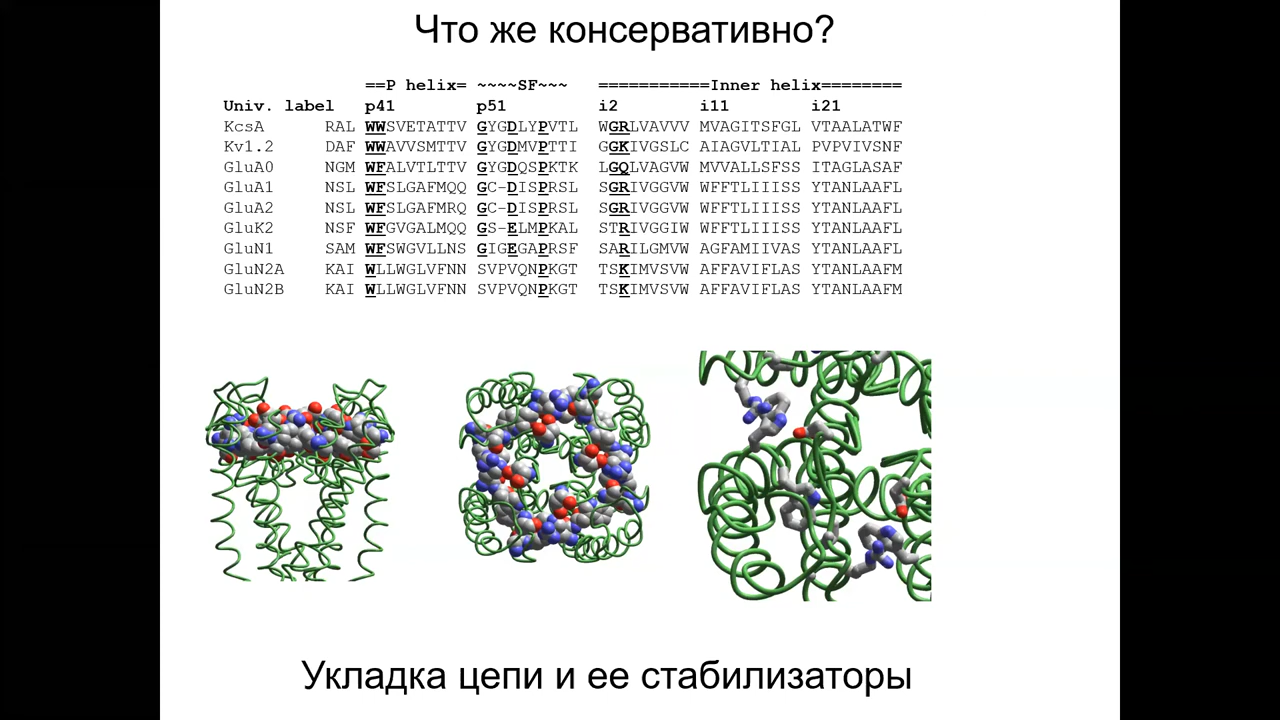 Что же консервативно?
==P helix= ~~~~SF~~~ ===========Inner helix========
Univ. label p41 p51 i2 i11 i21
KcsA RAL WWSVETATTV GYGDLYPVTL WGRLVAVVV MVAGITSFGL VTAALATWF
Kv1.2 DAF WWAVVSMTTV GYGDMVPTTI GGKIVGSLC AIAGVLTIAL PVPVIVSNF
GluA0 NGM WFALVTLTTV GYGDQSPKTK LGQLVAGVW MVVALLSFSS ITAGLASAF
GluA1 NSL WFSLGAFMQQ GC-DISPRSL SGRIVGGVW WFFTLIIISS YTANLAAFL
GluA2 NSL WFSLGAFMRQ GC-DISPRSL SGRIVGGVW WFFTLIIISS YTANLAAFL
GluK2 NSF WFGVGALMQQ GS-ELMPKAL STRIVGGIW WFFTLIIISS YTANLAAFL
GluN1 SAM WFSWGVLLNS GIGEGAPRSF SARILGMVW AGFAMIIVAS YTANLAAFL
GluN2A KAI WLLWGLVFNN SVPVQNPKGT TSKIMVSVW AFFAVIFLAS YTANLAAFM
GluN2B KAI WLLWGLVFNN SVPVQNPKGT TSKIMVSVW AFFAVIFLAS YTANLAAFM
Укладка цепи и ее стабилизаторы